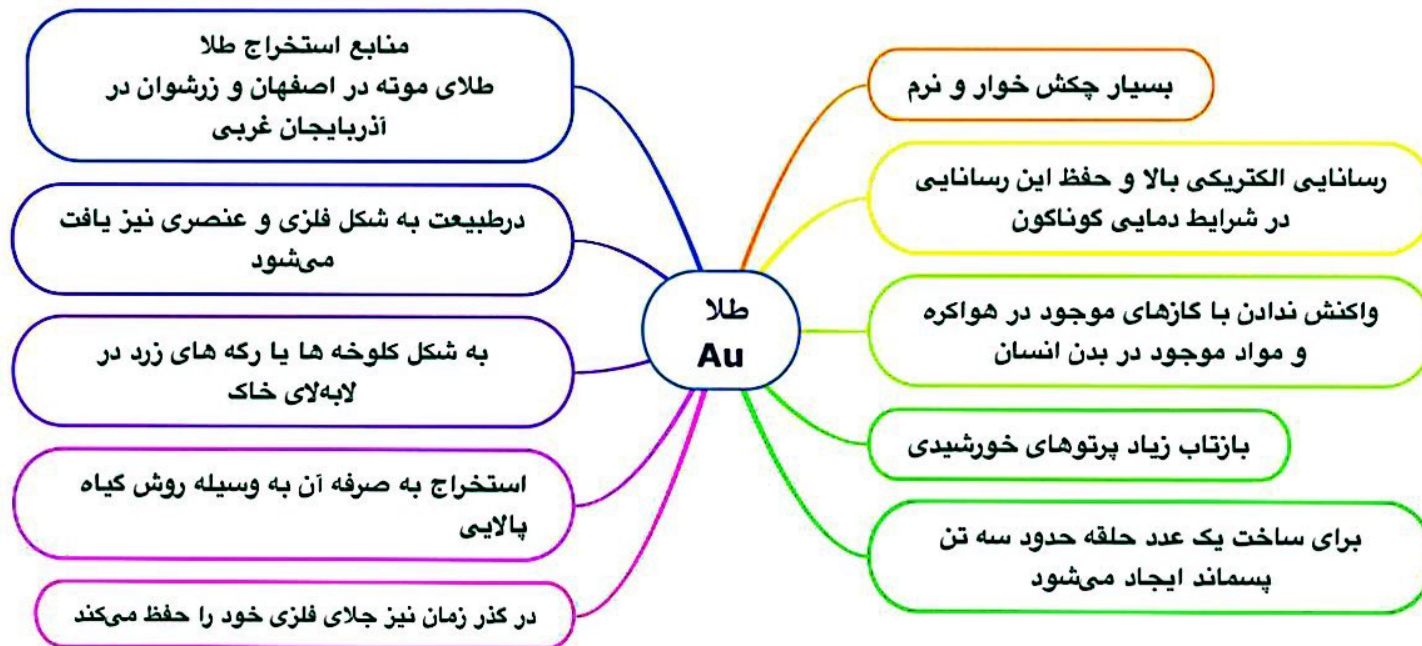 طلا
Au
بسیار چکش خوار و نرم
رسانایی الکتریکی بالا و حفظ این رسانایی
در شرایط دمایی گوناگون
واکنش ندادن با گازهای موجود در هواکره
و مواد موجود در بدن انسان
بازتاب زیاد پرتوهای خورشیدی
برای ساخت یک عدد حلقه حدود سه تن
پسماند ایجاد می‌شود
منابع استخراج طلا
طلای موته در اصفهان و زرشوان در
آذربایجان غربی
درطبیعت به شکل فلزی و عنصری نیز یافت
می‌شود
به شکل کلوخه ها یا رگه های زرد در
لابه‌لای خاک
استخراج به صرفه آن به وسیله روش گیاه
پالایی
در گذر زمان نیز جلای فلزی خود را حفظ می‌کند